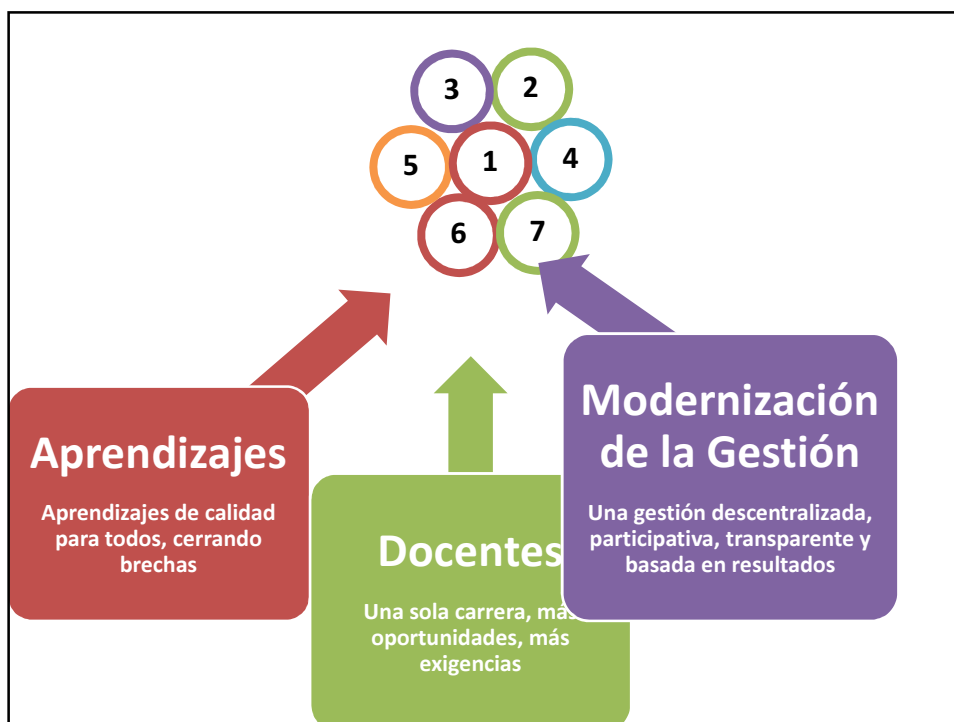 3
2
5
1
4
6
7
Aprendizajes
Aprendizajes de calidad
para todos, cerrando
brechas
Docentes
Una sola carrera, más
oportunidades, más
exigencias
Modernización
de la Gestión
Una gestión descentralizada,
participativa, transparente y
basada en resultados